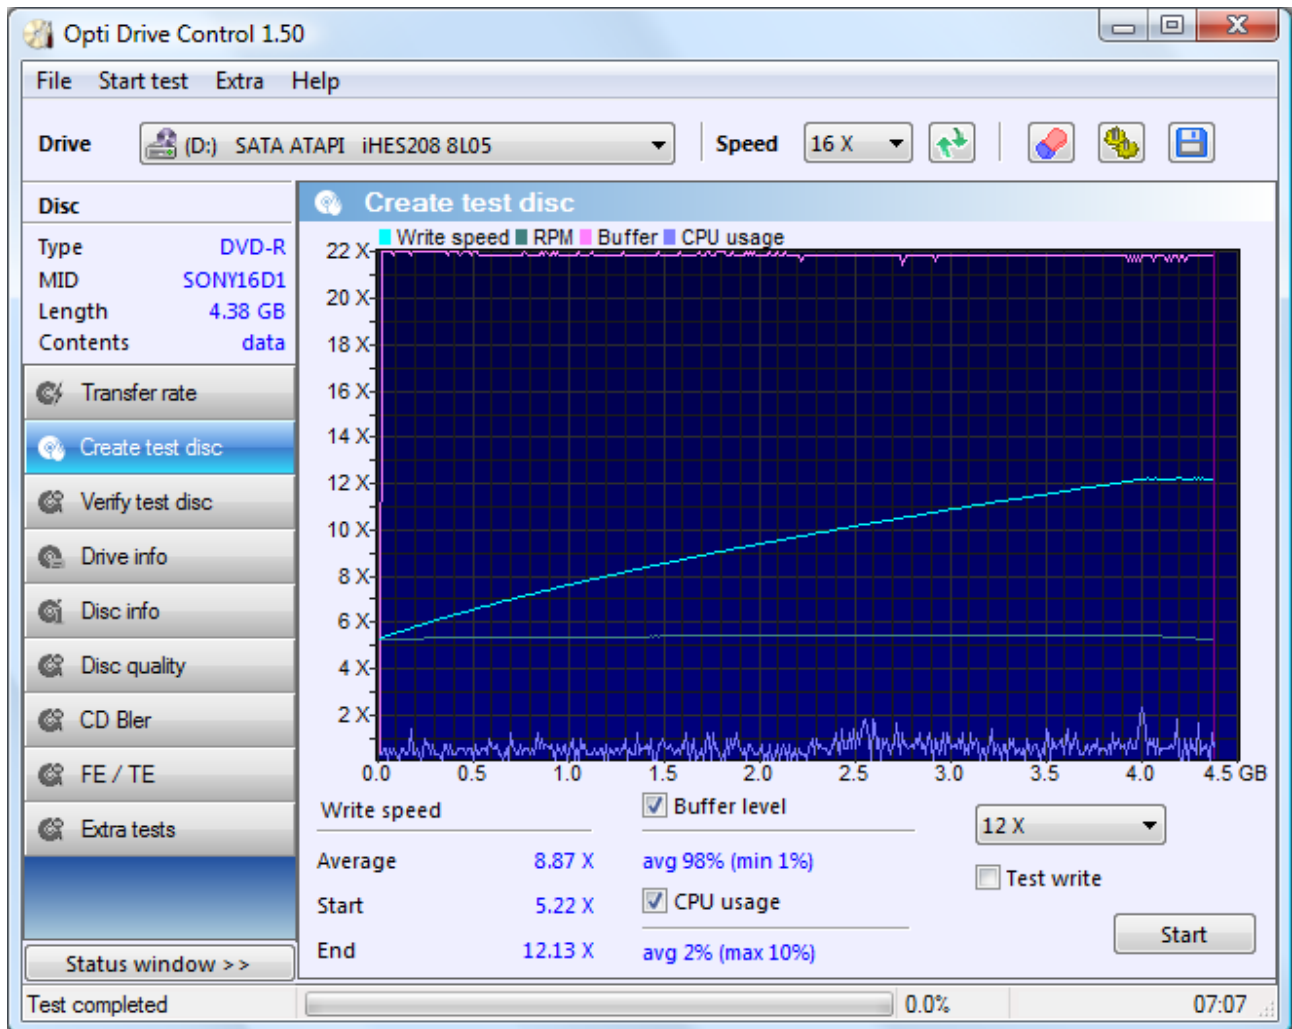 Opti Drive Control 1.50
File Start test Extra Help
Drive (D:) SATA ATAPI iHES208 8L05 Speed 16 X
Disc
Type DVD-R
MID SONY16D1
Length 4.38 GB
Contents data
Transfer rate
Create test disc
Verify test disc
Drive info
Disc info
Disc quality
CD Bler
FE / TE
Extra tests
Status window >>
Create test disc
Write speed RPM Buffer CPU usage
22 X
20 X
18 X
16 X
14 X
12 X
10 X
8 X
6 X
4 X
2 X
0.0 0.5 1.0 1.5 2.0 2.5 3.0 3.5 4.0 4.5 GB
Write speed
Average 8.87 X
Start 5.22 X
End 12.13 X
Buffer level
avg 98% (min 1%)
CPU usage
avg 2% (max 10%)
12 X
Test write
Start
Test completed 0.0% 07:07